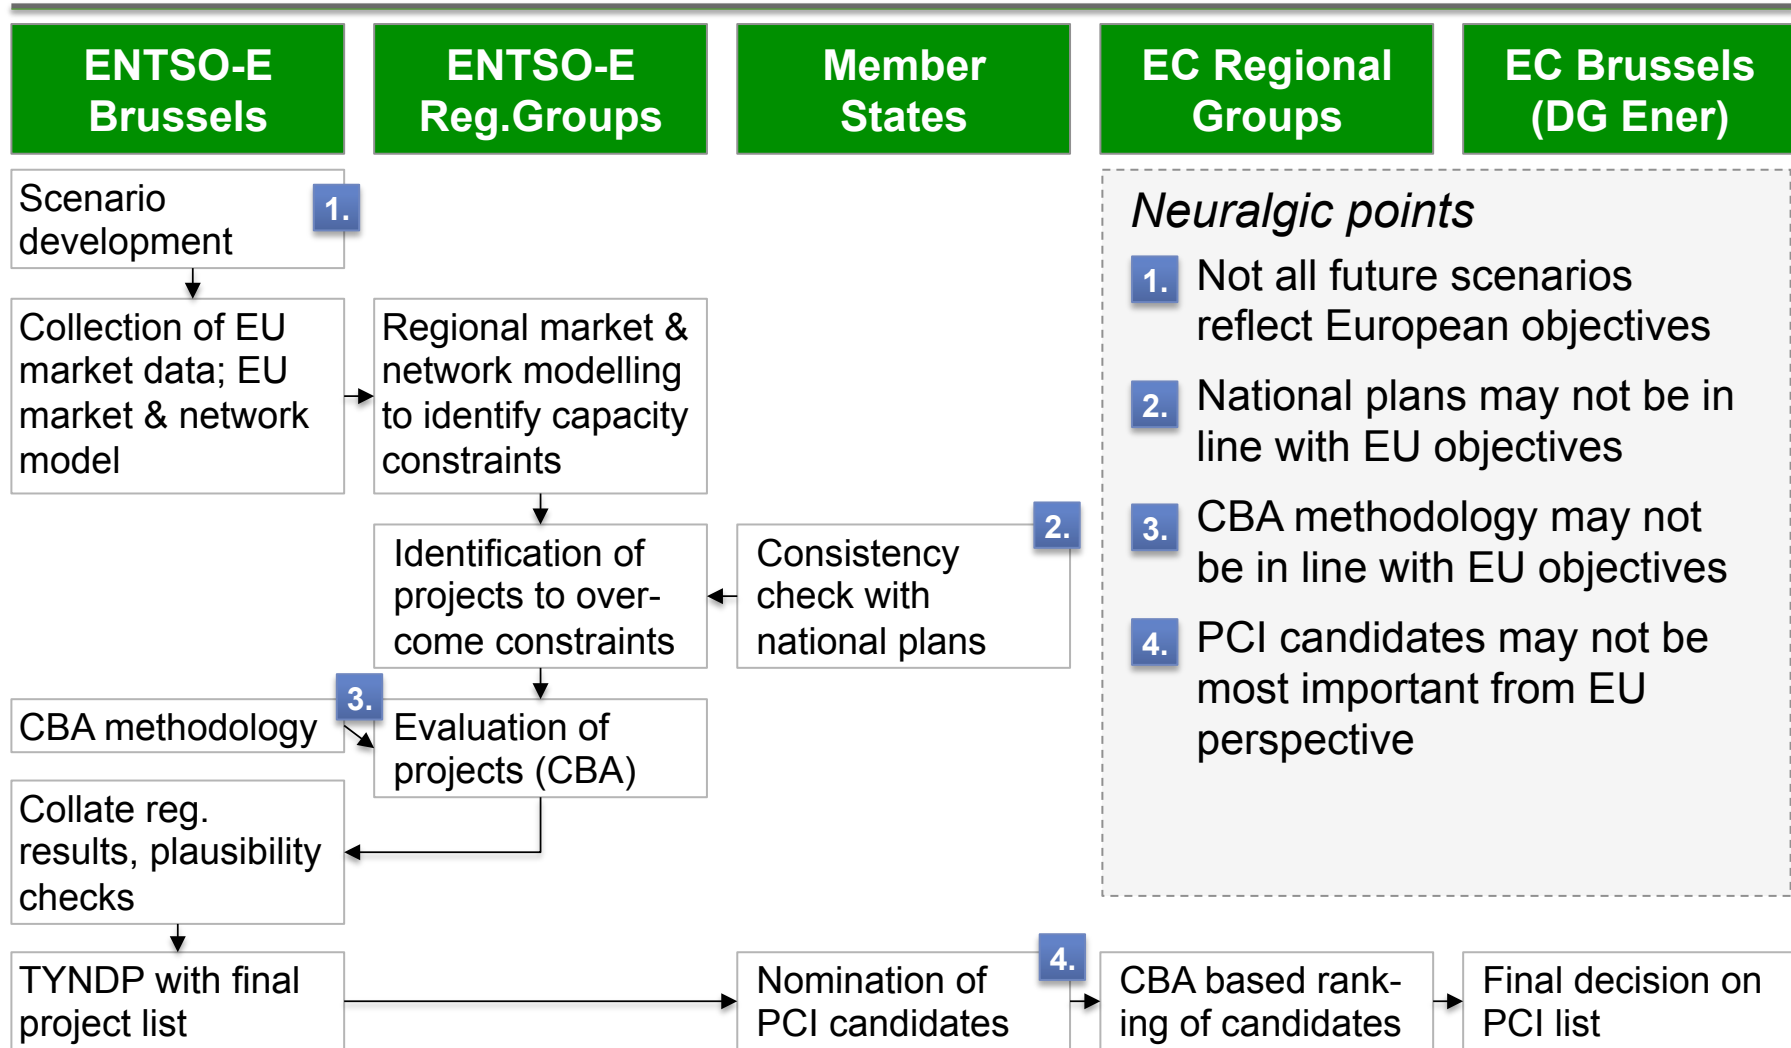 ENTSO-E
Brussels
ENTSO-E
Reg.Groups
Member
States
EC Regional
Groups
EC Brussels
(DG Ener)
Scenario
development
1.
Collection of EU
market data; EU
market & network
model
Regional market &
network modelling
to identify capacity
constraints
Identification of
projects to over-
come constraints
2.
Consistency
check with
national plans
CBA methodology
3.
Evaluation of
projects (CBA)
Collate reg.
results, plausibility
checks
TYNDP with final
project list
Nomination of
PCI candidates
4.
CBA based rank-
ing of candidates
Final decision on
PCI list
Neuralgic points
1. Not all future scenarios
reflect European objectives
2. National plans may not be in
line with EU objectives
3. CBA methodology may not
be in line with EU objectives
4. PCI candidates may not be
most important from EU
perspective